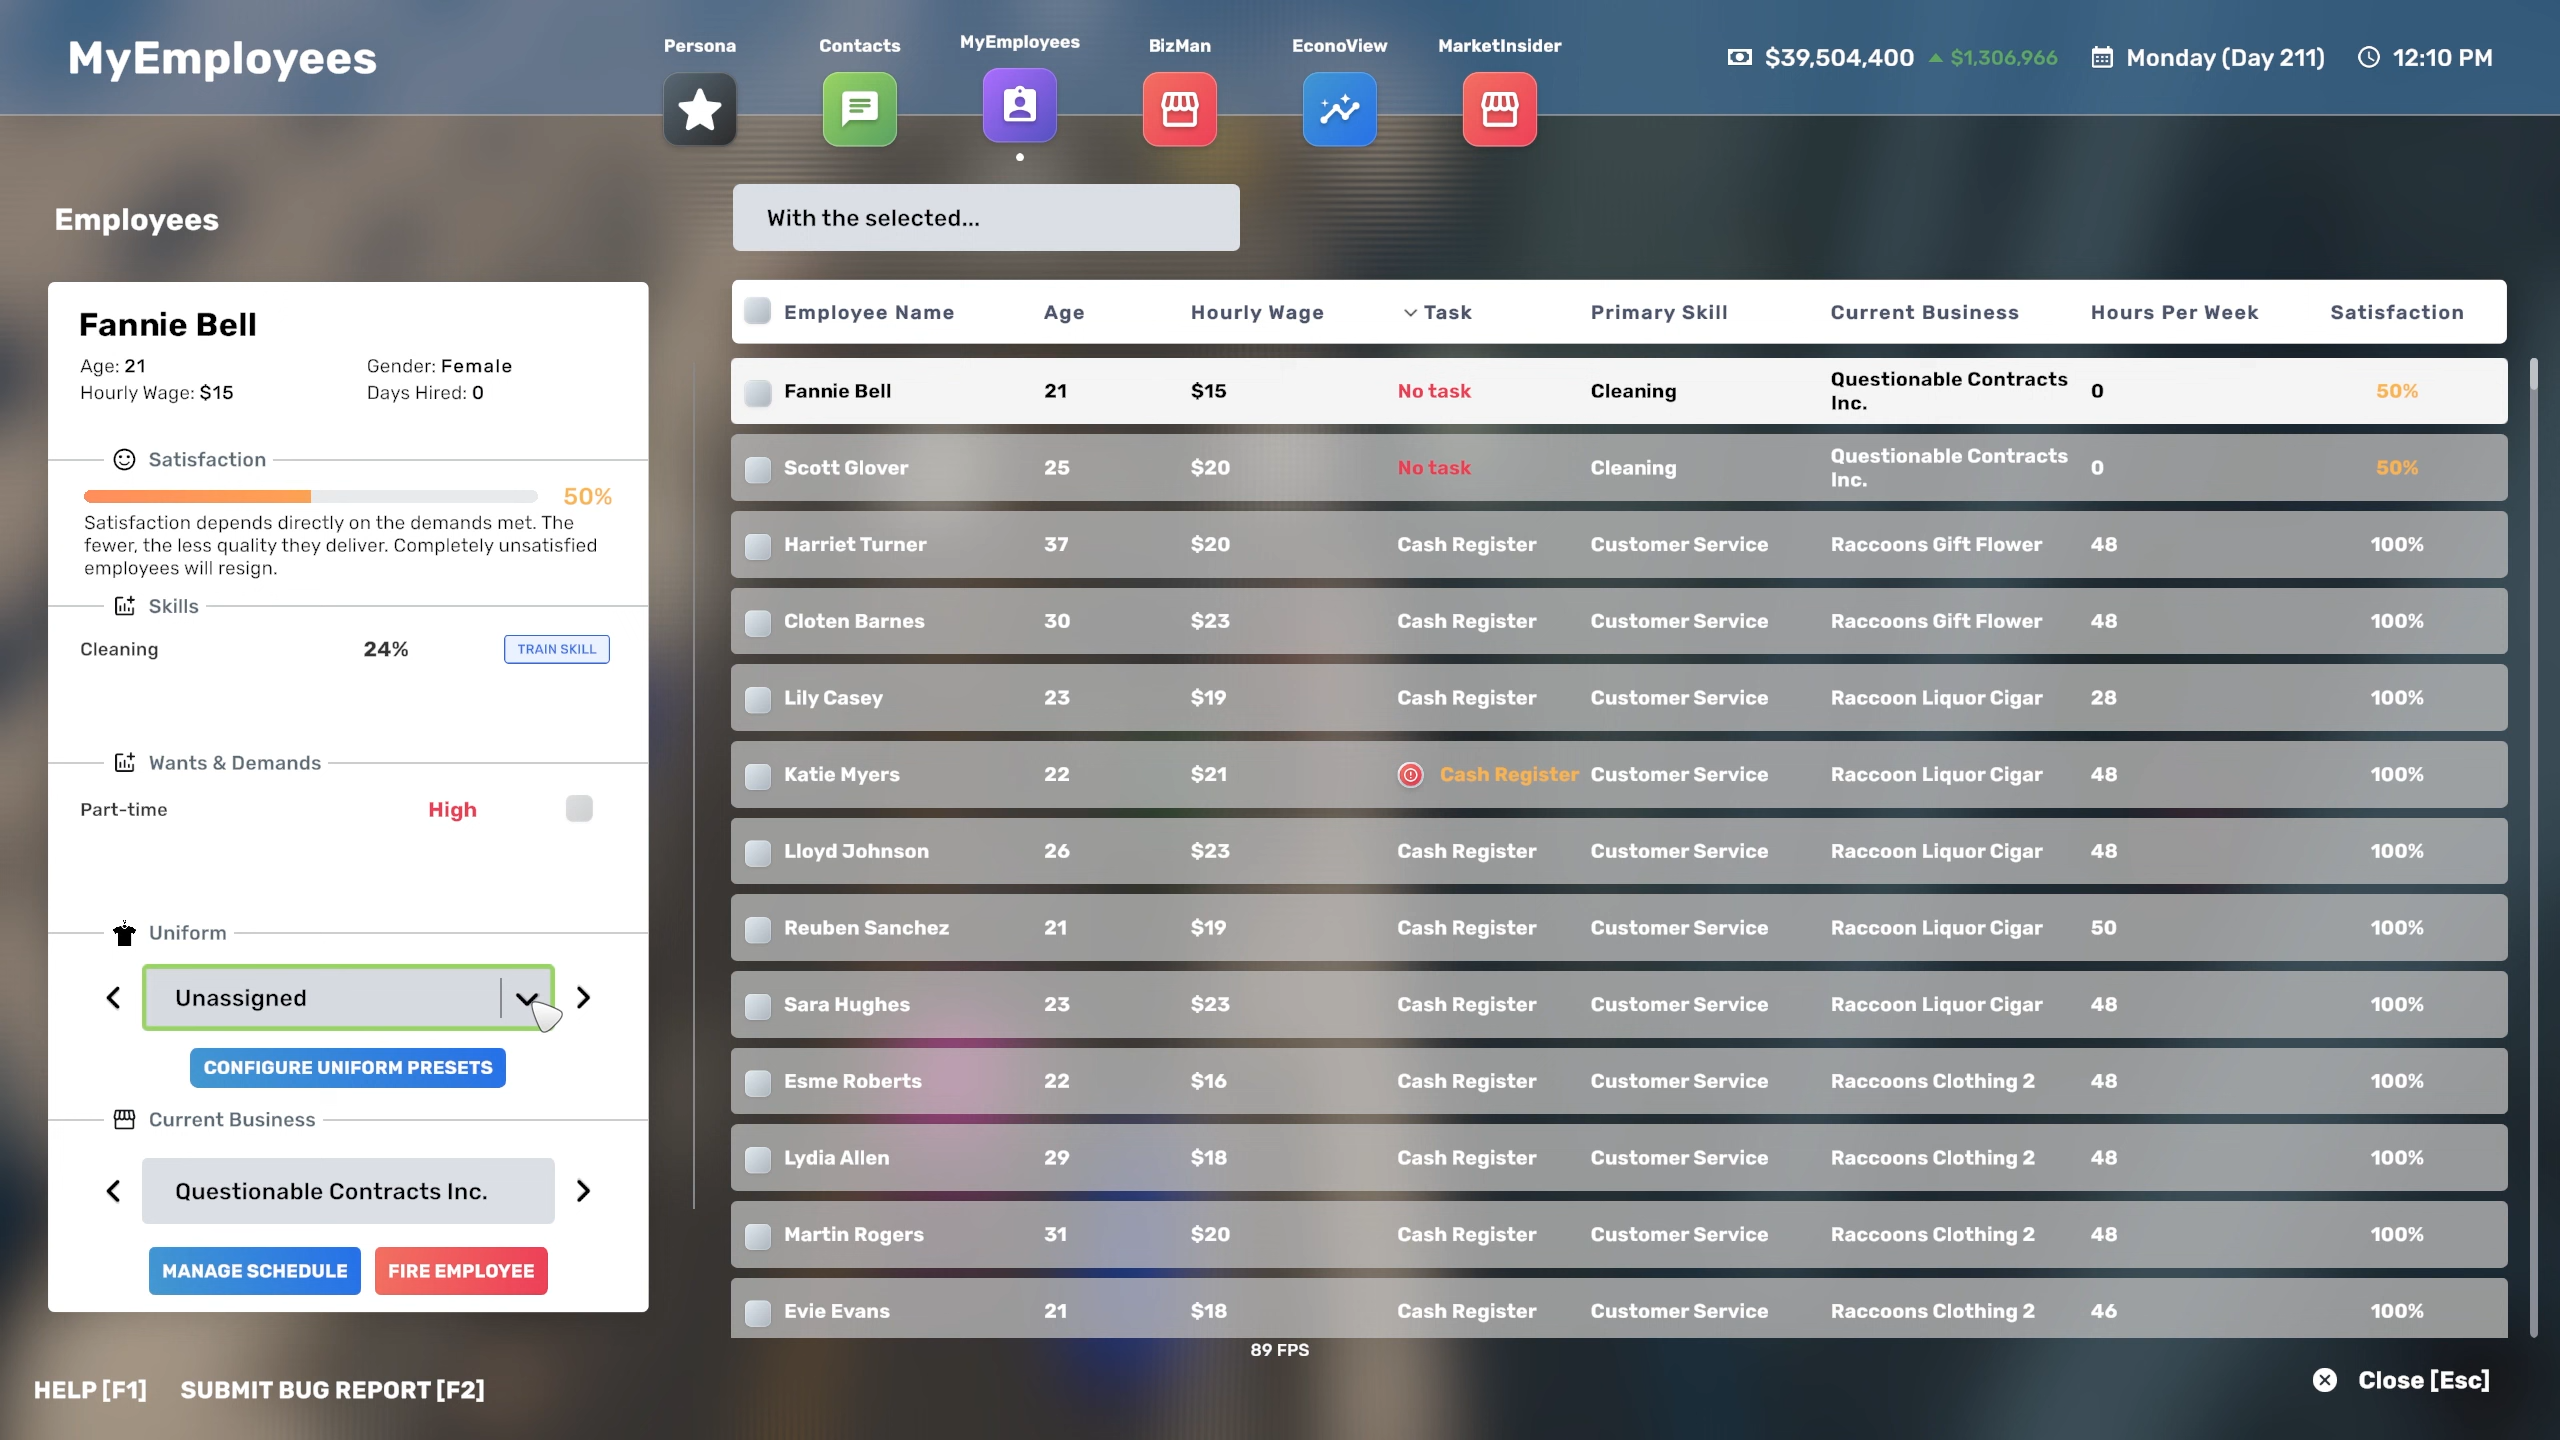 MyEmployees
Persona
Contacts
MyEmployees
BizMan
EconoView
MarketInsider
$39,504,400 $1,306,966 Monday (Day 211) 12:10 PM
Employees
With the selected...
Fannie Bell
Age: 21 Gender: Female
Hourly Wage: $15 Days Hired: 0
Satisfaction
50%
Satisfaction depends directly on the demands met. The
fewer, the less quality they deliver. Completely unsatisfied
employees will resign.
Skills
Cleaning 24% TRAIN SKILL
Wants & Demands
Part-time High
Uniform
Unassigned
CONFIGURE UNIFORM PRESETS
Current Business
Questionable Contracts Inc.
MANAGE SCHEDULE FIRE EMPLOYEE
Employee Name Age Hourly Wage Task Primary Skill Current Business Hours Per Week Satisfaction
Fannie Bell 21 $15 No task Cleaning Questionable Contracts Inc. 0 50%
Scott Glover 25 $20 No task Cleaning Questionable Contracts Inc. 0 50%
Harriet Turner 37 $20 Cash Register Customer Service Raccoons Gift Flower 48 100%
Cloten Barnes 30 $23 Cash Register Customer Service Raccoons Gift Flower 48 100%
Lily Casey 23 $19 Cash Register Customer Service Raccoon Liquor Cigar 28 100%
Katie Myers 22 $21 Cash Register Customer Service Raccoon Liquor Cigar 48 100%
Lloyd Johnson 26 $23 Cash Register Customer Service Raccoon Liquor Cigar 48 100%
Reuben Sanchez 21 $19 Cash Register Customer Service Raccoon Liquor Cigar 50 100%
Sara Hughes 23 $23 Cash Register Customer Service Raccoon Liquor Cigar 48 100%
Esme Roberts 22 $16 Cash Register Customer Service Raccoons Clothing 2 48 100%
Lydia Allen 29 $18 Cash Register Customer Service Raccoons Clothing 2 48 100%
Martin Rogers 31 $20 Cash Register Customer Service Raccoons Clothing 2 48 100%
Evie Evans 21 $18 Cash Register Customer Service Raccoons Clothing 2 46 100%
89 FPS
HELP [F1] SUBMIT BUG REPORT [F2]
Close [Esc]